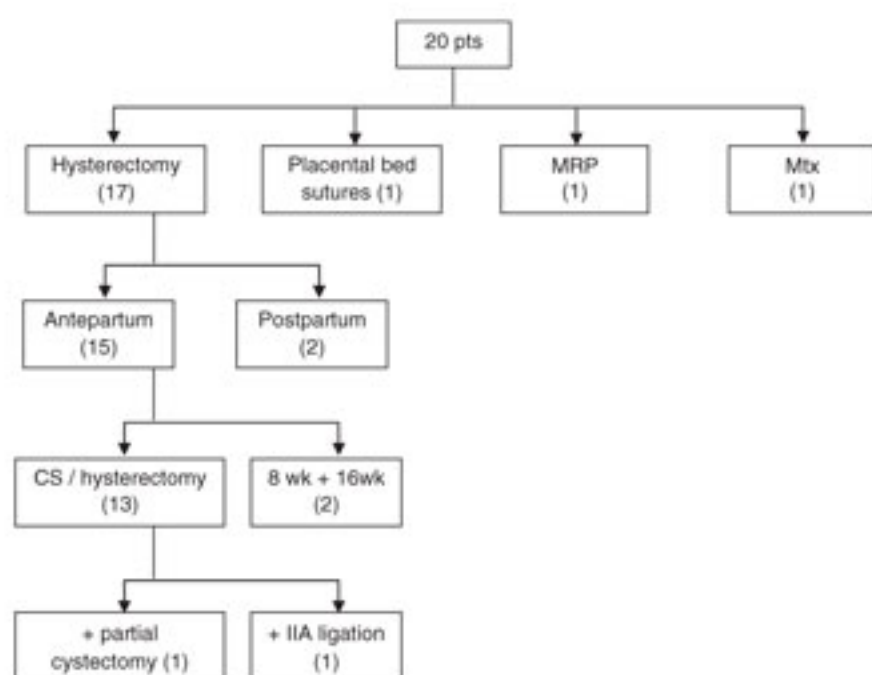 20 pts
Hysterectomy
(17)
Placental bed
sutures (1)
MRP
(1)
Mtx
(1)
Antepartum
(15)
Postpartum
(2)
CS / hysterectomy
(13)
8 wk + 16wk
(2)
+ partial
cystectomy (1)
+ IIA ligation
(1)